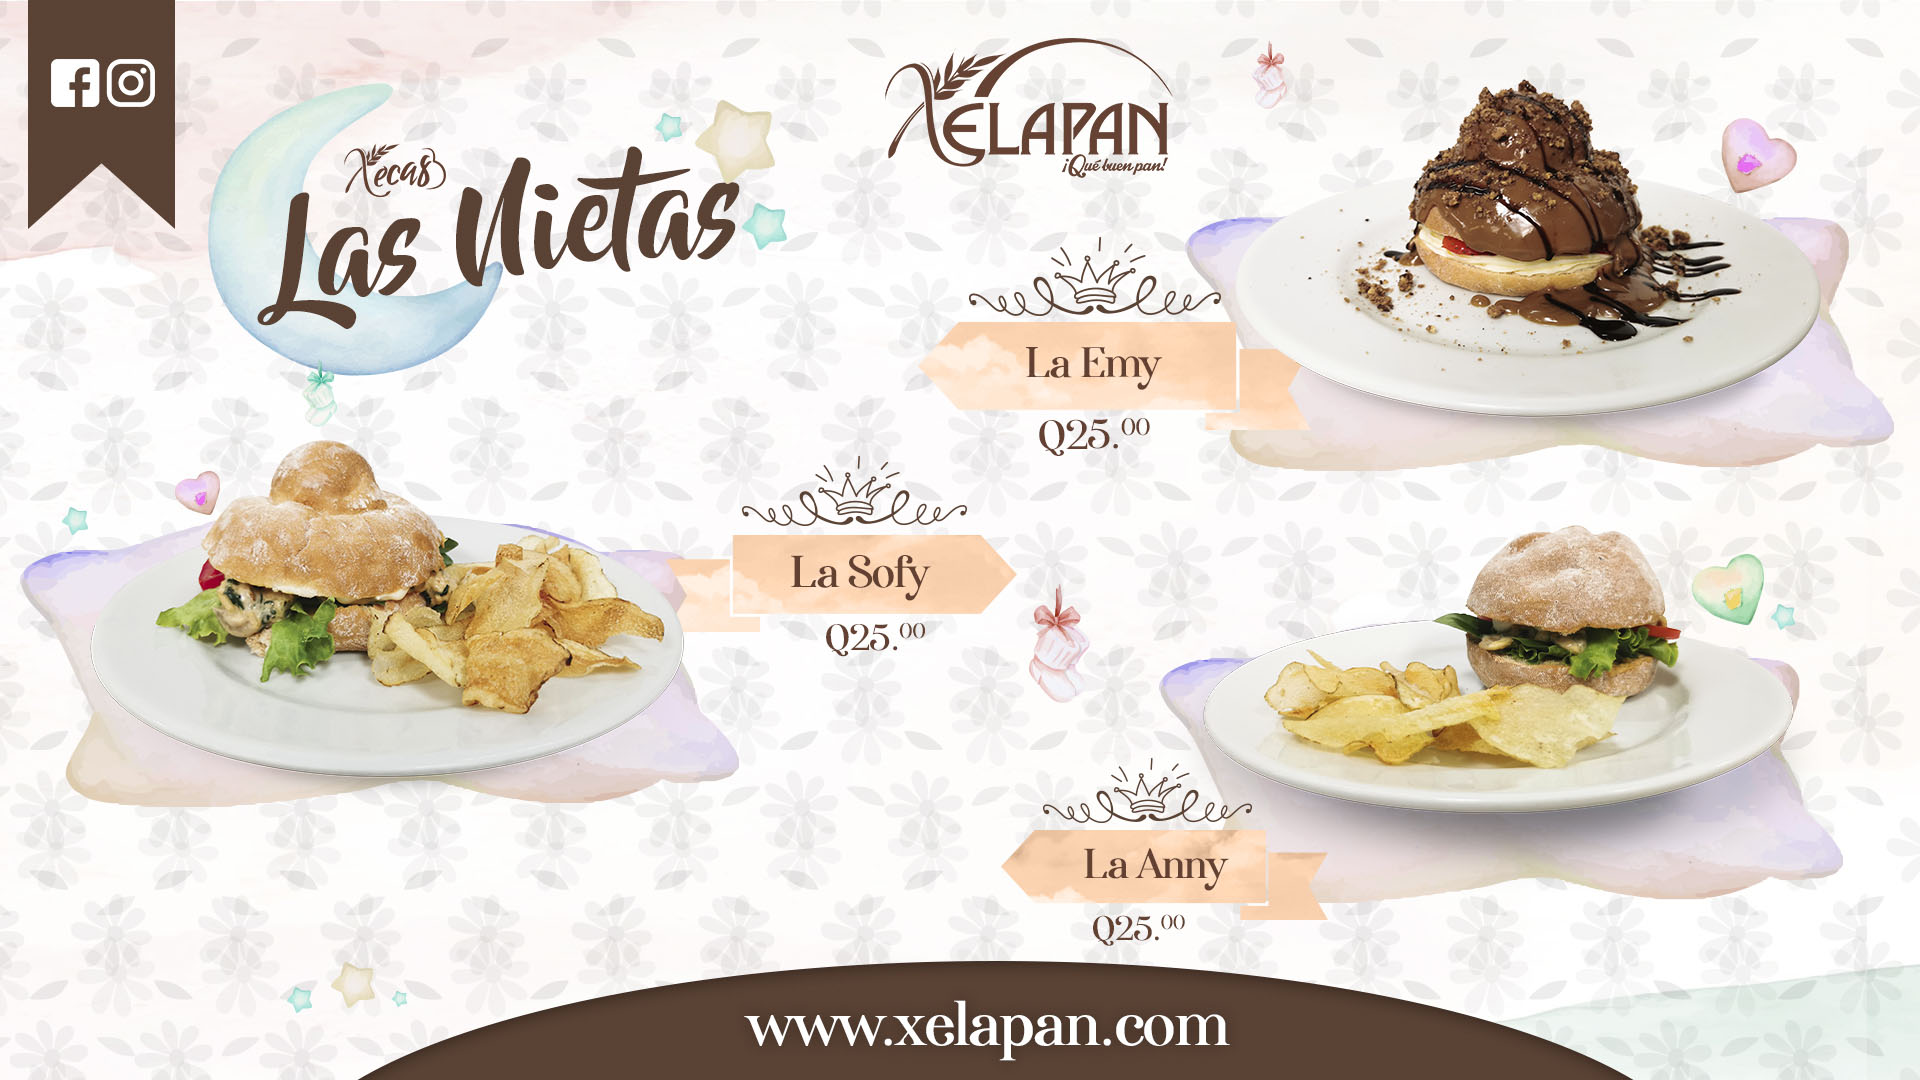 Xecas
Las Nietas
XELAPAN
¡Qué buen pan!
La Emy
Q25.00
La Sofy
Q25.00
La Anny
Q25.00
www.xelapan.com